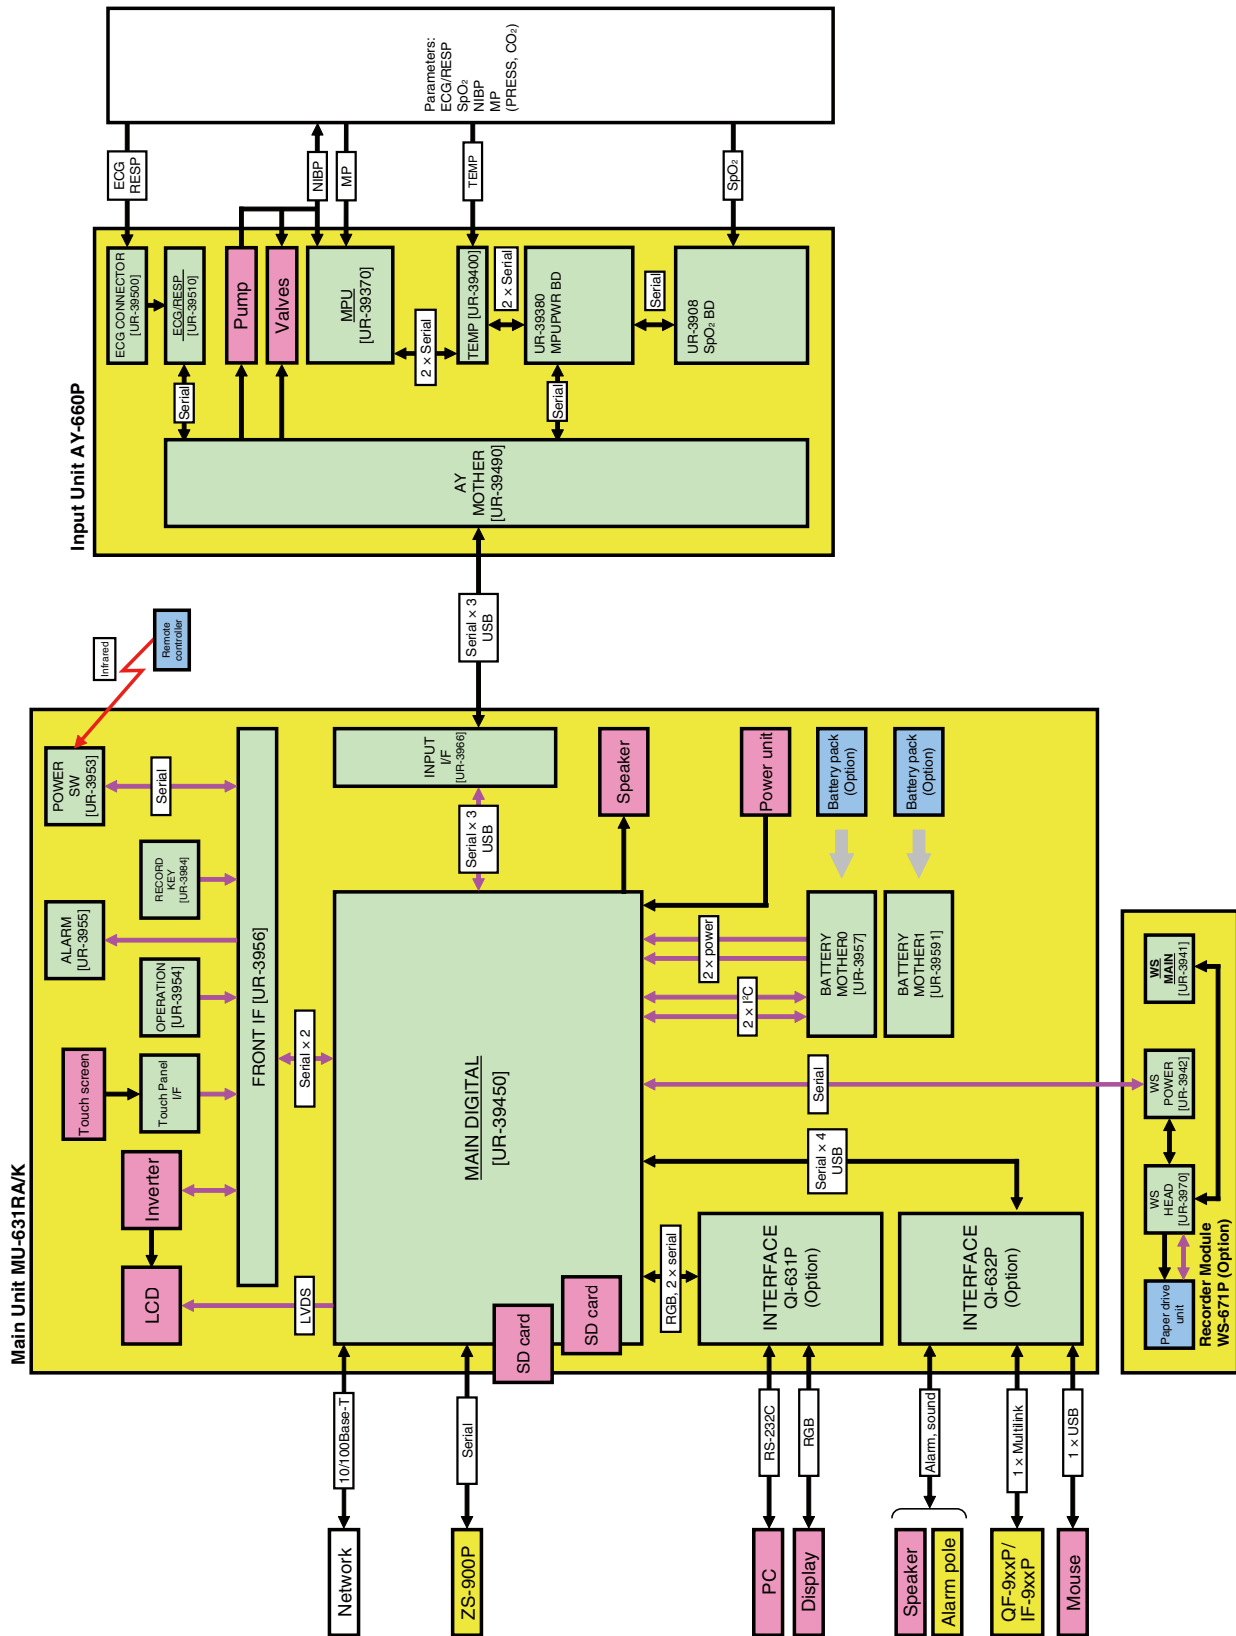 Main Unit MU-631RA/K
LCD
Inverter
Touch screen
Touch Panel
I/F
OPERATION
[UR-3954]
ALARM
[UR-3955]
RECORD
KEY
[UR-3984]
POWER
SW
[UR-3953]
Serial
Infrared
Remote
controller
FRONT IF [UR-3956]
LVDS
Serial × 2
Network
10/100Base-T
ZS-900P
Serial
MAIN DIGITAL
[UR-39450]
SD card
SD card
Serial × 3
USB
INPUT
I/F
[UR-3966]
Serial × 3
USB
Speaker
Power unit
Battery pack
(Option)
Battery pack
(Option)
2 × power
2 × I²C
BATTERY
MOTHER0
[UR-3957]
BATTERY
MOTHER1
[UR-39591]
Serial
Serial × 4
USB
RGB, 2 × serial
INTERFACE
QI-631P
(Option)
INTERFACE
QI-632P
(Option)
PC
RS-232C
Display
RGB
Speaker
Alarm pole
Alarm, sound
QF-9xxP/
IF-9xxP
1 × Multilink
Mouse
1 × USB
Input Unit AY-660P
AY
MOTHER
[UR-39490]
Serial
ECG CONNECTOR
[UR-39500]
ECG/RESP
[UR-39510]
Pump
Valves
MPU
[UR-39370]
2 × Serial
TEMP [UR-39400]
2 × Serial
UR-39380
MPUPWR BD
Serial
Serial
UR-3908
SpO₂ BD
ECG
RESP
NIBP
MP
TEMP
SpO₂
Parameters:
ECG/RESP
SpO₂
NIBP
MP
(PRESS, CO₂)
Paper drive
unit
WS
HEAD
[UR-3970]
WS
POWER
[UR-3942]
WS
MAIN
[UR-3941]
Recorder Module
WS-671P (Option)